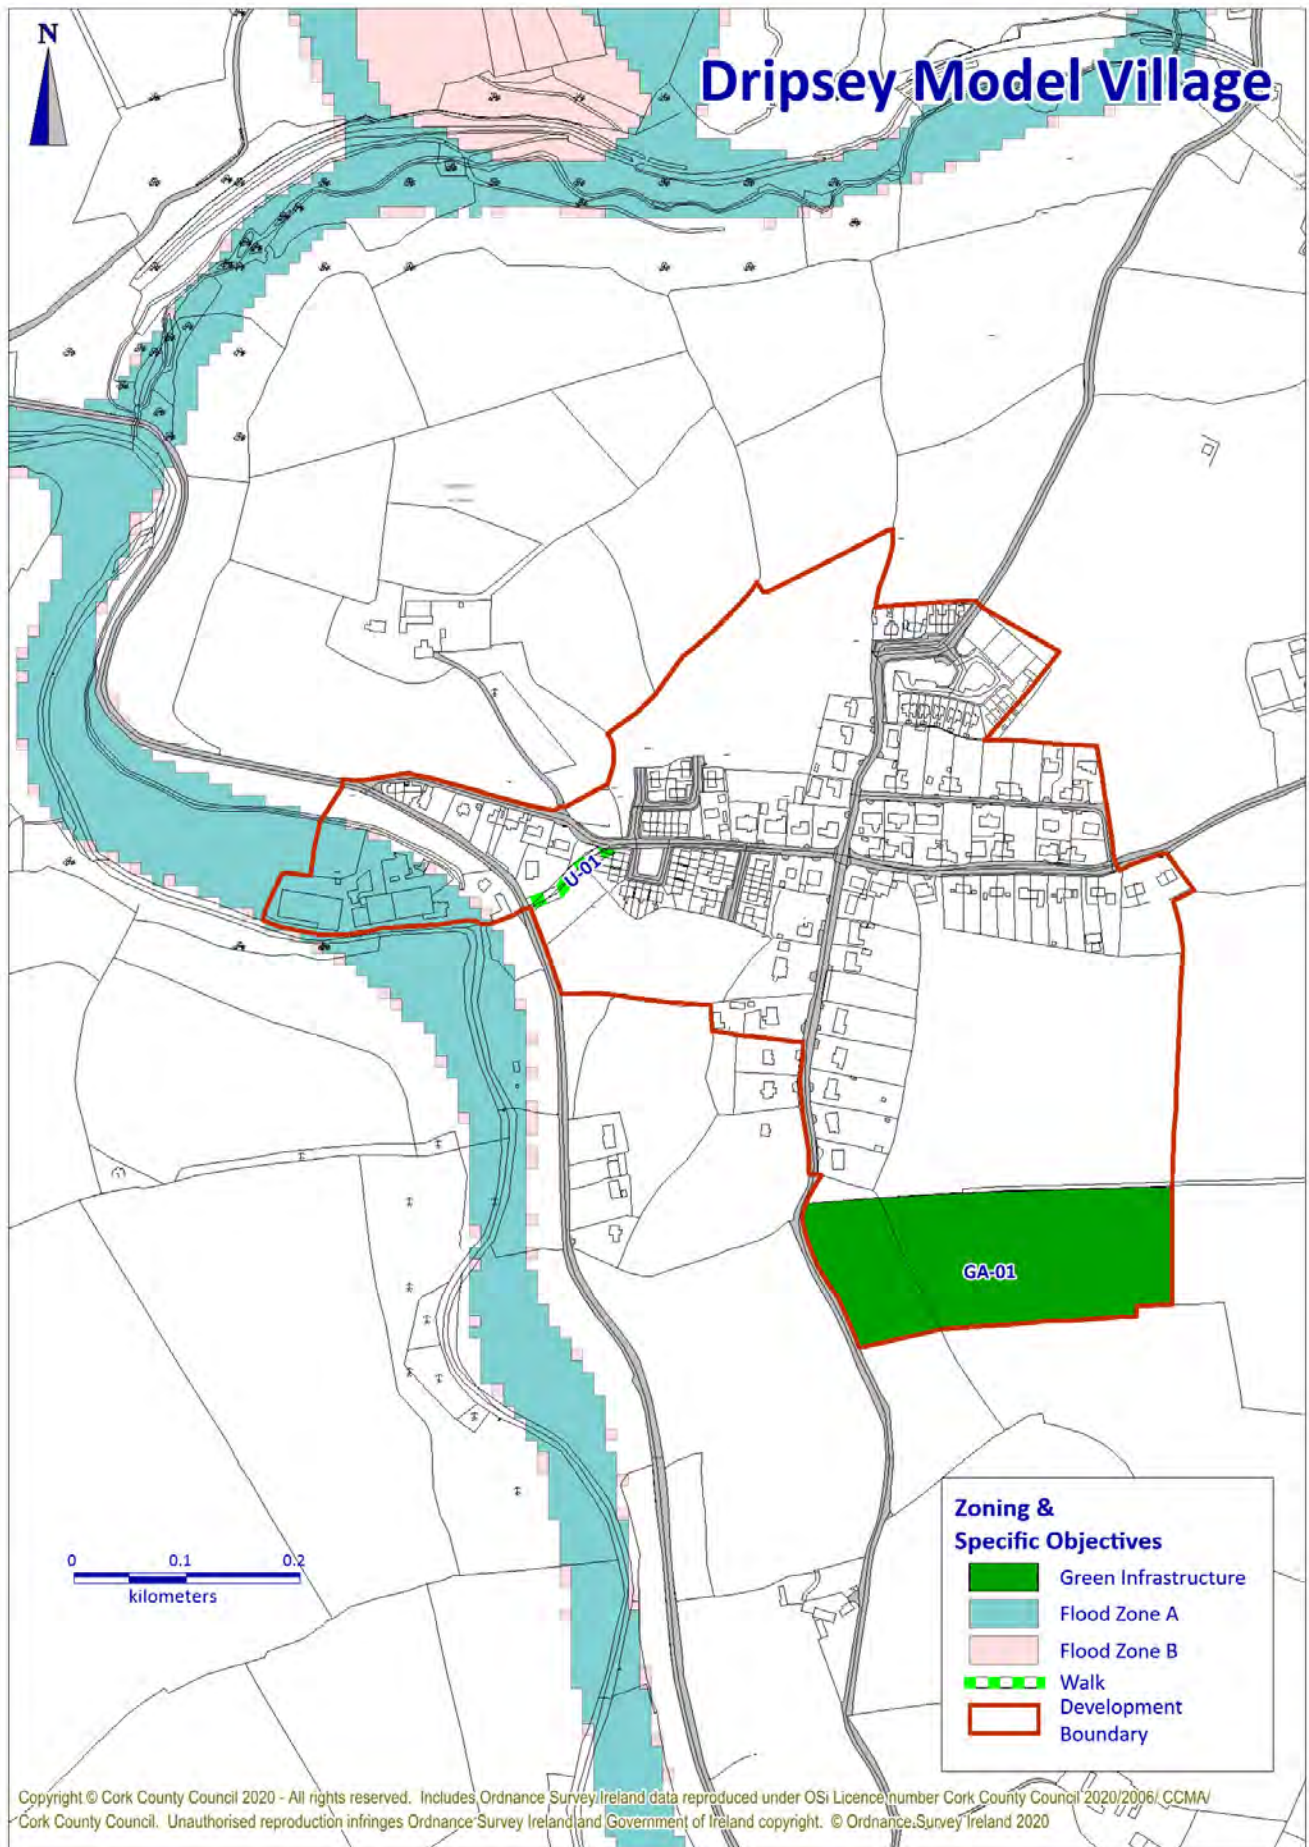 N
Dripsey Model Village
U-01
GA-01
Zoning &
Specific Objectives
Green Infrastructure
Flood Zone A
Flood Zone B
Walk
Development
Boundary
0 0.1 0.2
kilometers
Copyright © Cork County Council 2020 - All rights reserved. Includes Ordnance Survey Ireland data reproduced under OSi Licence number Cork County Council 2020/2006/ CCMA/
Cork County Council. Unauthorised reproduction infringes Ordnance Survey Ireland and Government of Ireland copyright. © Ordnance Survey Ireland 2020